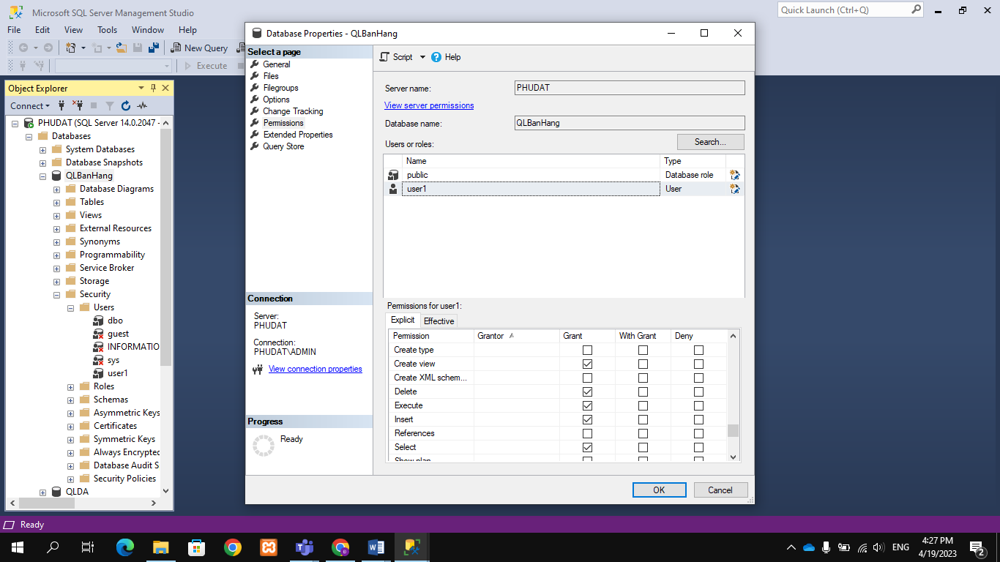 Microsoft SQL Server Management Studio
Quick Launch (Ctrl+Q)
File Edit View Tools Window Help
New Query
Execute
Object Explorer
Connect
PHUDAT (SQL Server 14.0.2047 -
Databases
System Databases
Database Snapshots
QLBanHang
Database Diagrams
Tables
Views
External Resources
Synonyms
Programmability
Service Broker
Storage
Security
Users
dbo
guest
INFORMATIO
sys
user1
Roles
Schemas
Asymmetric Keys
Certificates
Symmetric Keys
Always Encrypted
Database Audit S
Security Policies
QLDA
Database Properties - QLBanHang
Select a page
General
Files
Filegroups
Options
Change Tracking
Permissions
Extended Properties
Query Store
Connection
Server:
PHUDAT
Connection:
PHUDAT\ADMIN
View connection properties
Progress
Ready
Script Help
Server name: PHUDAT
View server permissions
Database name: QLBanHang
Users or roles: Search...
Name Type
public Database role
user1 User
Permissions for user1:
Explicit Effective
Permission Grantor Grant With Grant Deny
Create type
Create view
Create XML schem...
Delete
Execute
Insert
References
Select
Show plan
OK Cancel
Ready
ENG
4:27 PM
4/19/2023
2